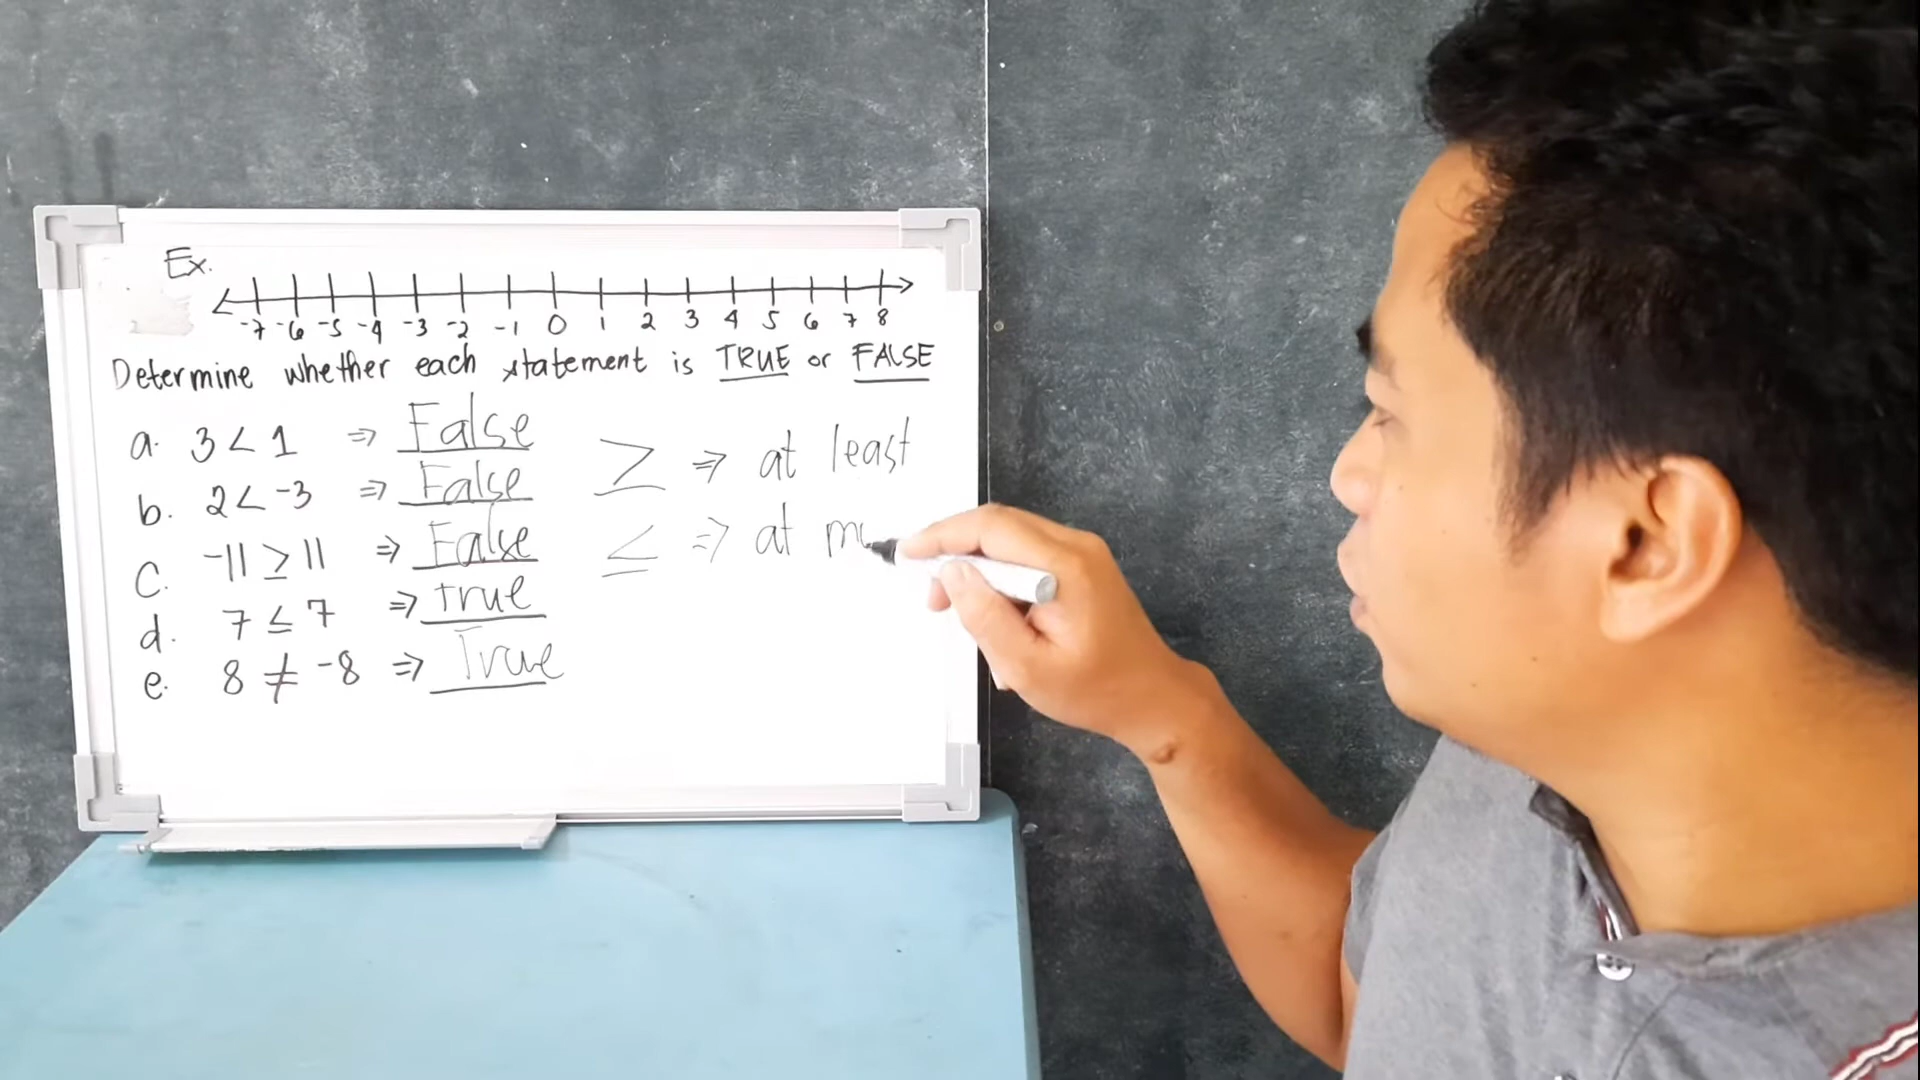 Ex.
-7 -6 -5 -4 -3 -2 -1 0 1 2 3 4 5 6 7 8
Determine whether each statement is TRUE or FALSE
a. 3 < 1 ⇒ False
b. 2 < -3 ⇒ False
c. -11 ≥ 11 ⇒ False
d. 7 ≤ 7 ⇒ true
e. 8 ≠ -8 ⇒ True
≥ ⇒ at least
≤ ⇒ at